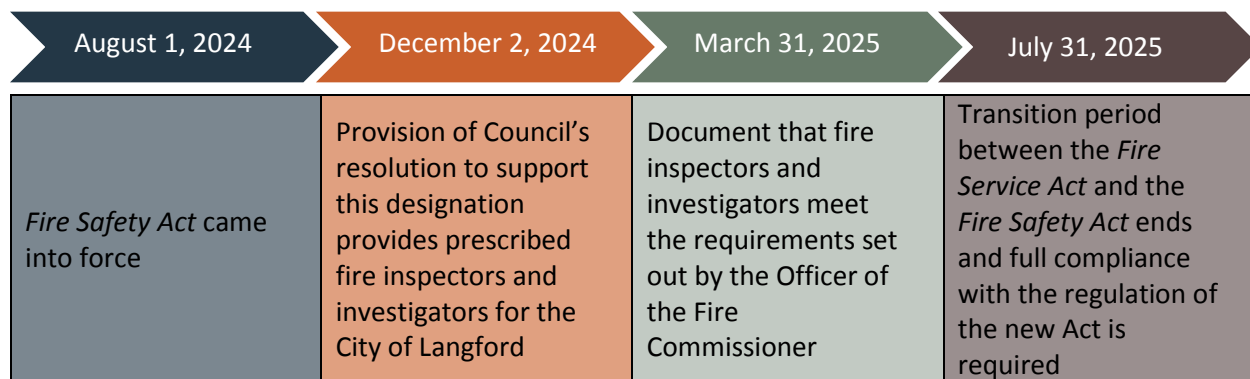 August 1, 2024
December 2, 2024
March 31, 2025
July 31, 2025
Fire Safety Act came
into force
Provision of Council’s
resolution to support
this designation
provides prescribed
fire inspectors and
investigators for the
City of Langford
Document that fire
inspectors and
investigators meet
the requirements set
out by the Officer of
the Fire
Commissioner
Transition period
between the Fire
Service Act and the
Fire Safety Act ends
and full compliance
with the regulation of
the new Act is
required